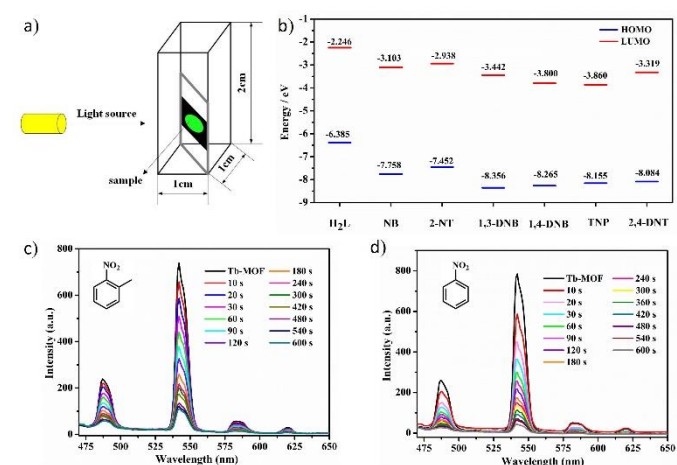 a)
Light source
sample
1cm
1cm
2cm
b)
HOMO
LUMO
Energy / eV
-1
-2
-3
-4
-5
-6
-7
-8
-9
-2.246
-3.103
-2.938
-3.442
-3.800
-3.860
-3.319
-6.385
-7.758
-7.452
-8.356
-8.265
-8.155
-8.084
H₂L NB 2-NT 1,3-DNB 1,4-DNB TNP 2,4-DNT
c)
NO₂
Tb-MOF 180 s
10 s 240 s
20 s 300 s
30 s 420 s
60 s 480 s
90 s 540 s
120 s 600 s
Intensity (a.u.)
800
600
400
200
0
475 500 525 550 575 600 625 650
Wavelength (nm)
d)
NO₂
Tb-MOF 240 s
10 s 300 s
20 s 360 s
30 s 420 s
60 s 480 s
90 s 540 s
120 s 600 s
180 s
Intensity (a.u.)
800
600
400
200
0
475 500 525 550 575 600 625 650
Wavelength (nm)